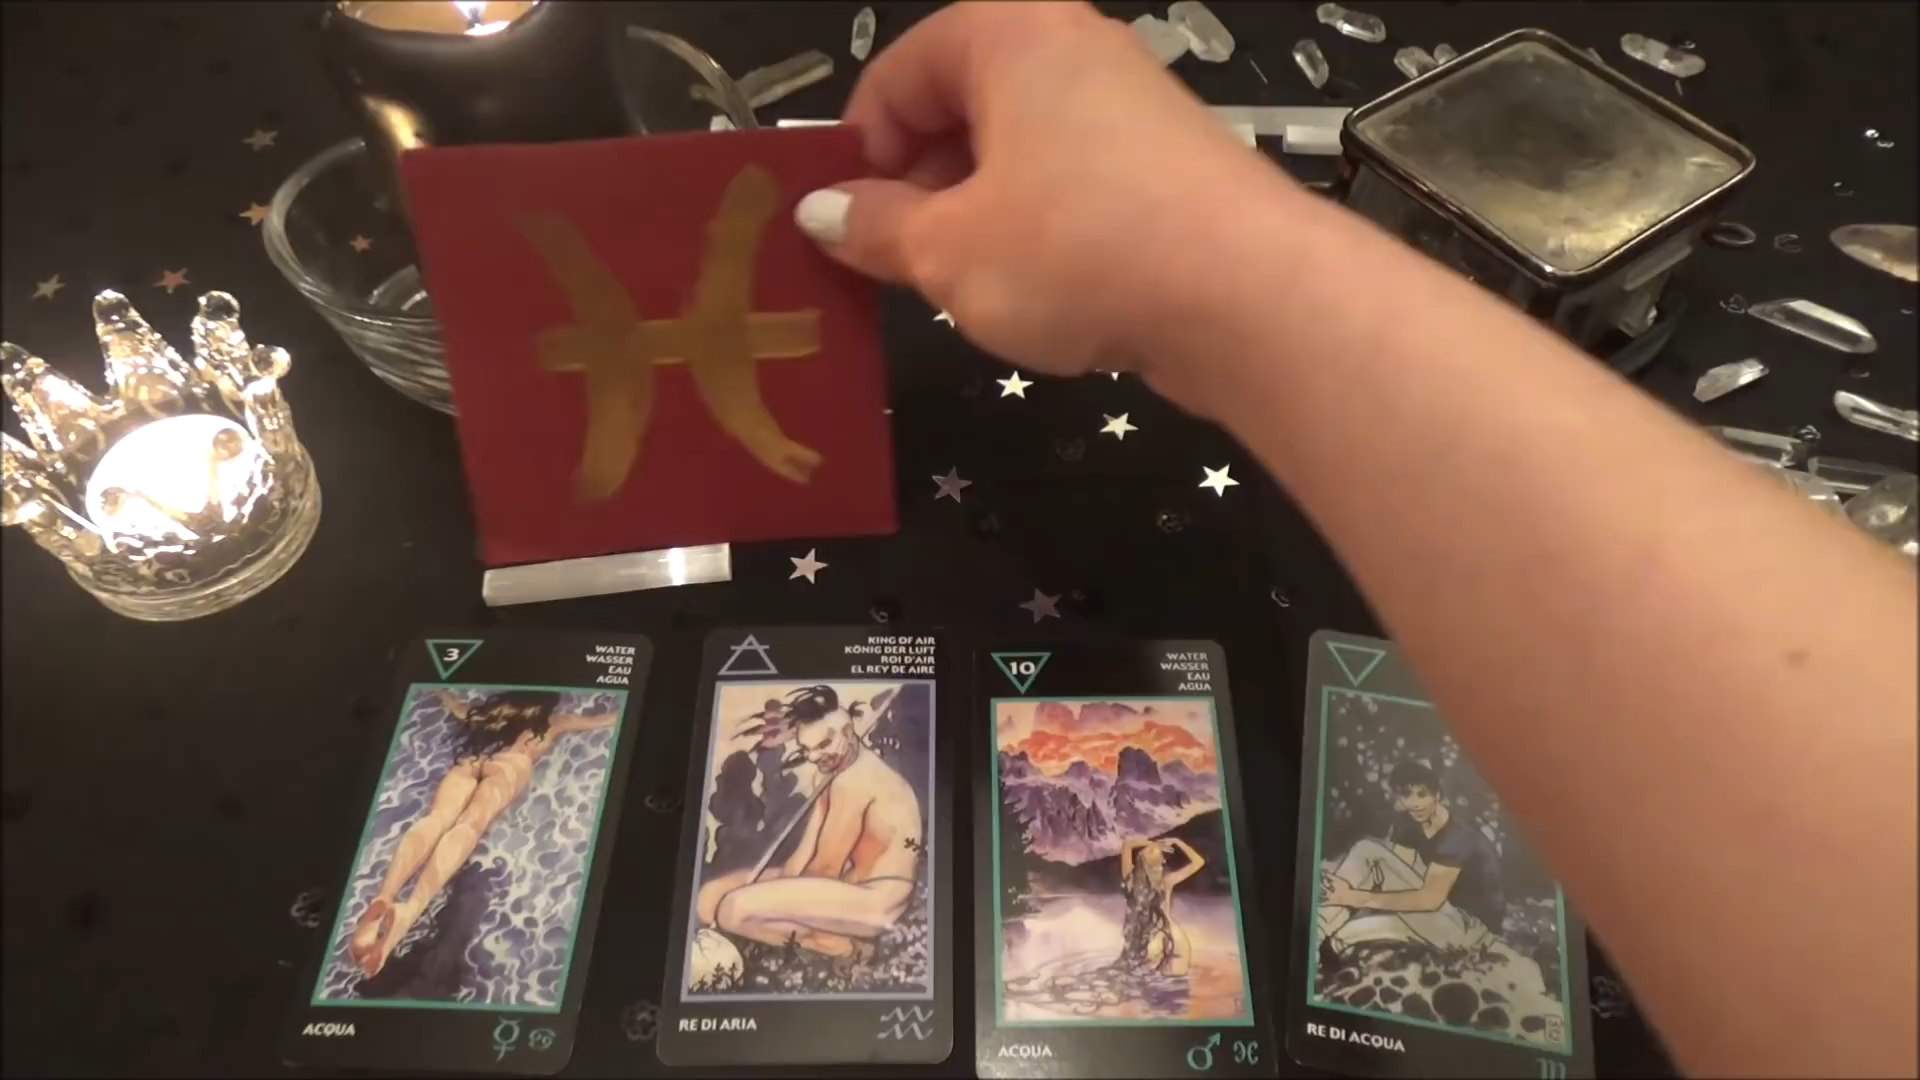 3
WATER
WASSER
EAU
AGUA
ACQUA
KING OF AIR
KÖNIG DER LUFT
ROI D'AIR
EL REY DE AIRE
RE DI ARIA
10
WATER
WASSER
EAU
AGUA
ACQUA
RE DI ACQUA